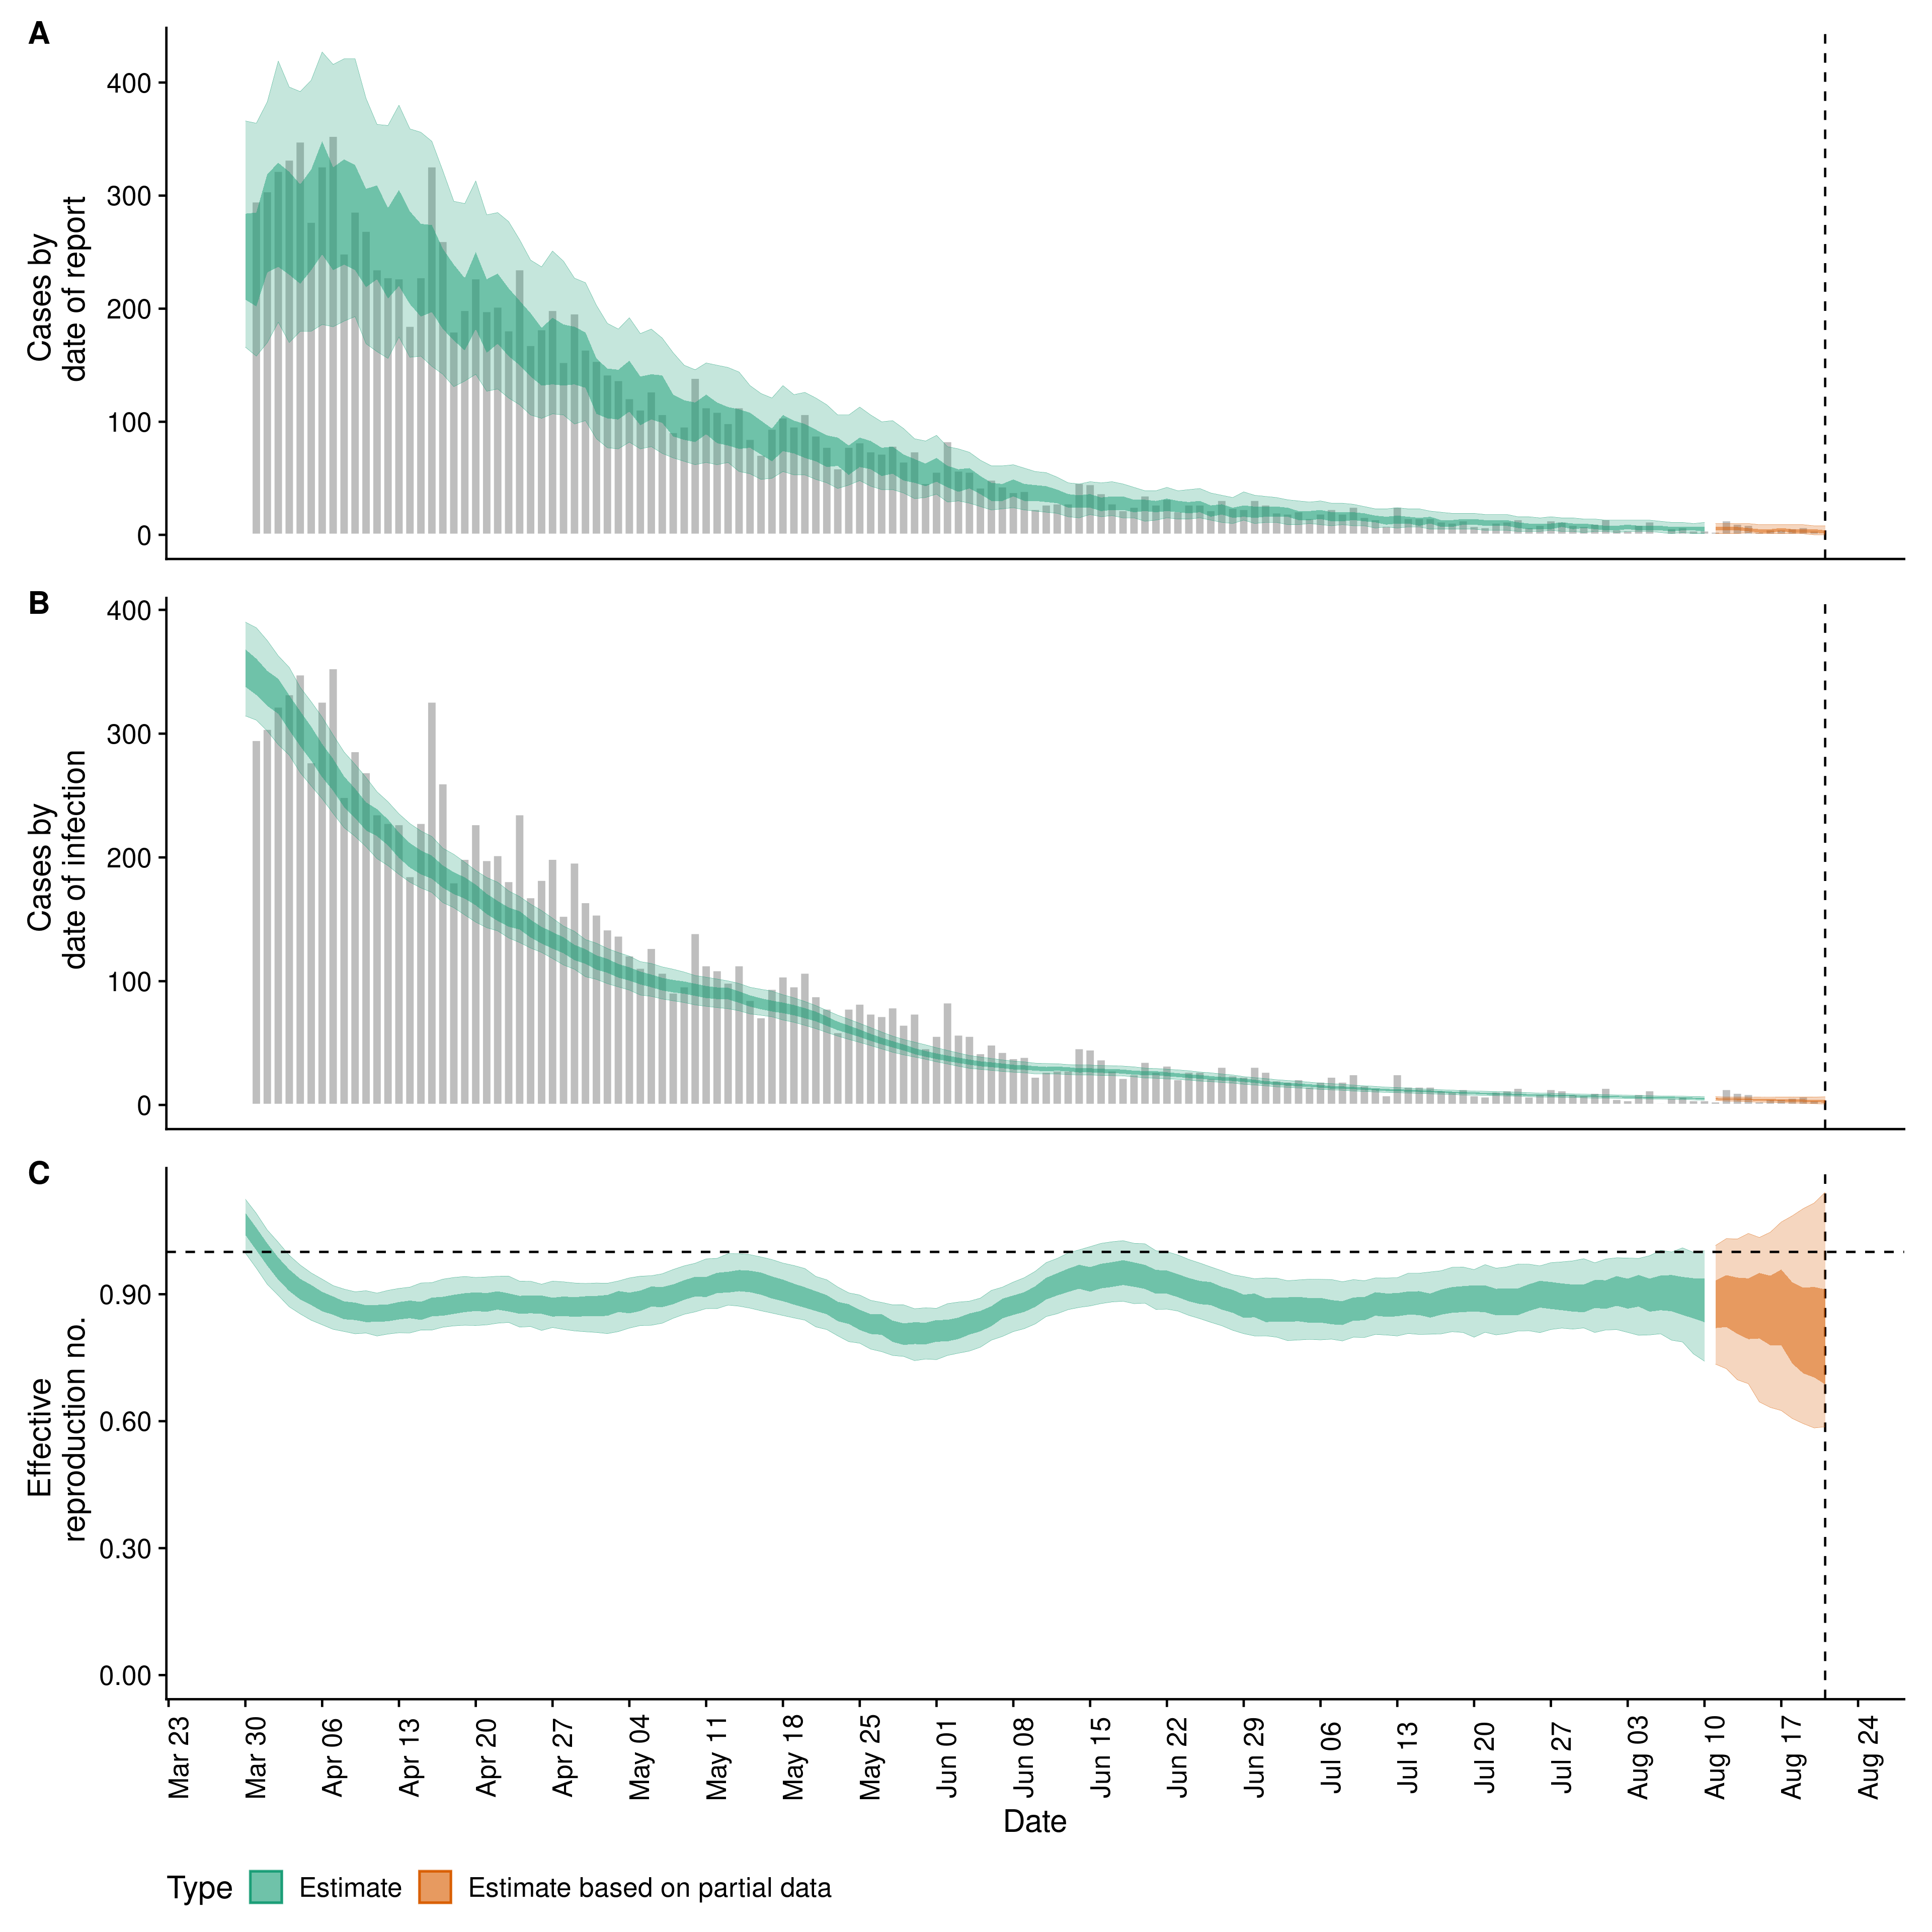 A
Cases by
date of report
400
300
200
100
0
B
Cases by
date of infection
400
300
200
100
0
C
Effective
reproduction no.
0.90
0.60
0.30
0.00
Mar 23
Mar 30
Apr 06
Apr 13
Apr 20
Apr 27
May 04
May 11
May 18
May 25
Jun 01
Jun 08
Jun 15
Jun 22
Jun 29
Jul 06
Jul 13
Jul 20
Jul 27
Aug 03
Aug 10
Aug 17
Aug 24
Date
Type Estimate Estimate based on partial data